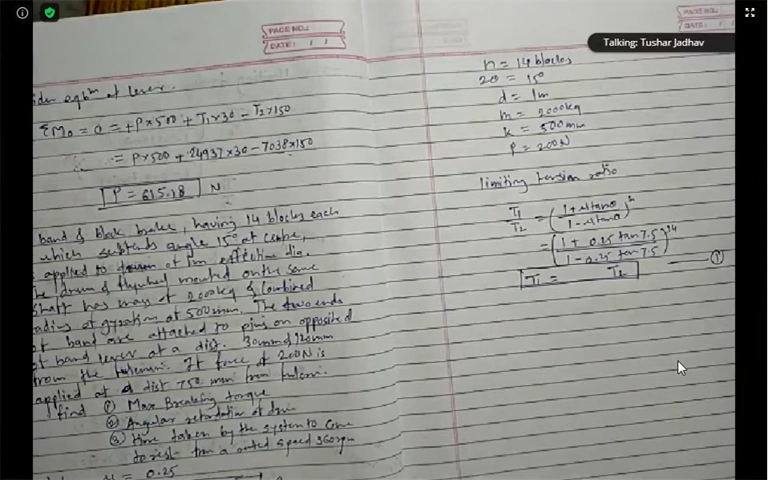 Talking: Tushar Jadhav
PAGE NO.:
DATE: / /
PAGE NO.:
DATE:
eqbm of lever.
ΣM₀ = 0 = +P×500 + T₁×30 - T₂×150
= P×500 + 24937×30 - 7038×150
P = 615.18 N
band & block brake, having 14 blocks each
which subtends angle 15° at centre,
applied to drum of 1m effective dia.
The drum & flywheel mounted on the same
shaft has mass of 2000kg & combined
radius of gyration of 500mm. The two ends
of band are attached to pins on opposite
of band lever at a dist. 30mm & 120mm
from the fulcrum. If force of 200N is
applied at a dist 750 mm from fulcrum.
find ① Max Breaking torque
② Angular retardation of drum
③ time taken by the system to come
to rest from a rated speed 360rpm
= 0.25
n = 14 blocks
2θ = 15°
d = 1m
m = 2000kg
k = 500mm
P = 200N
limiting tension ratio
T₁/T₂ = ((1+μtanθ)/(1-μtanθ))ⁿ
= ((1 + 0.25 tan 7.5)/(1 - 0.25 tan 7.5))¹⁴
T₁ = T₂ — ①